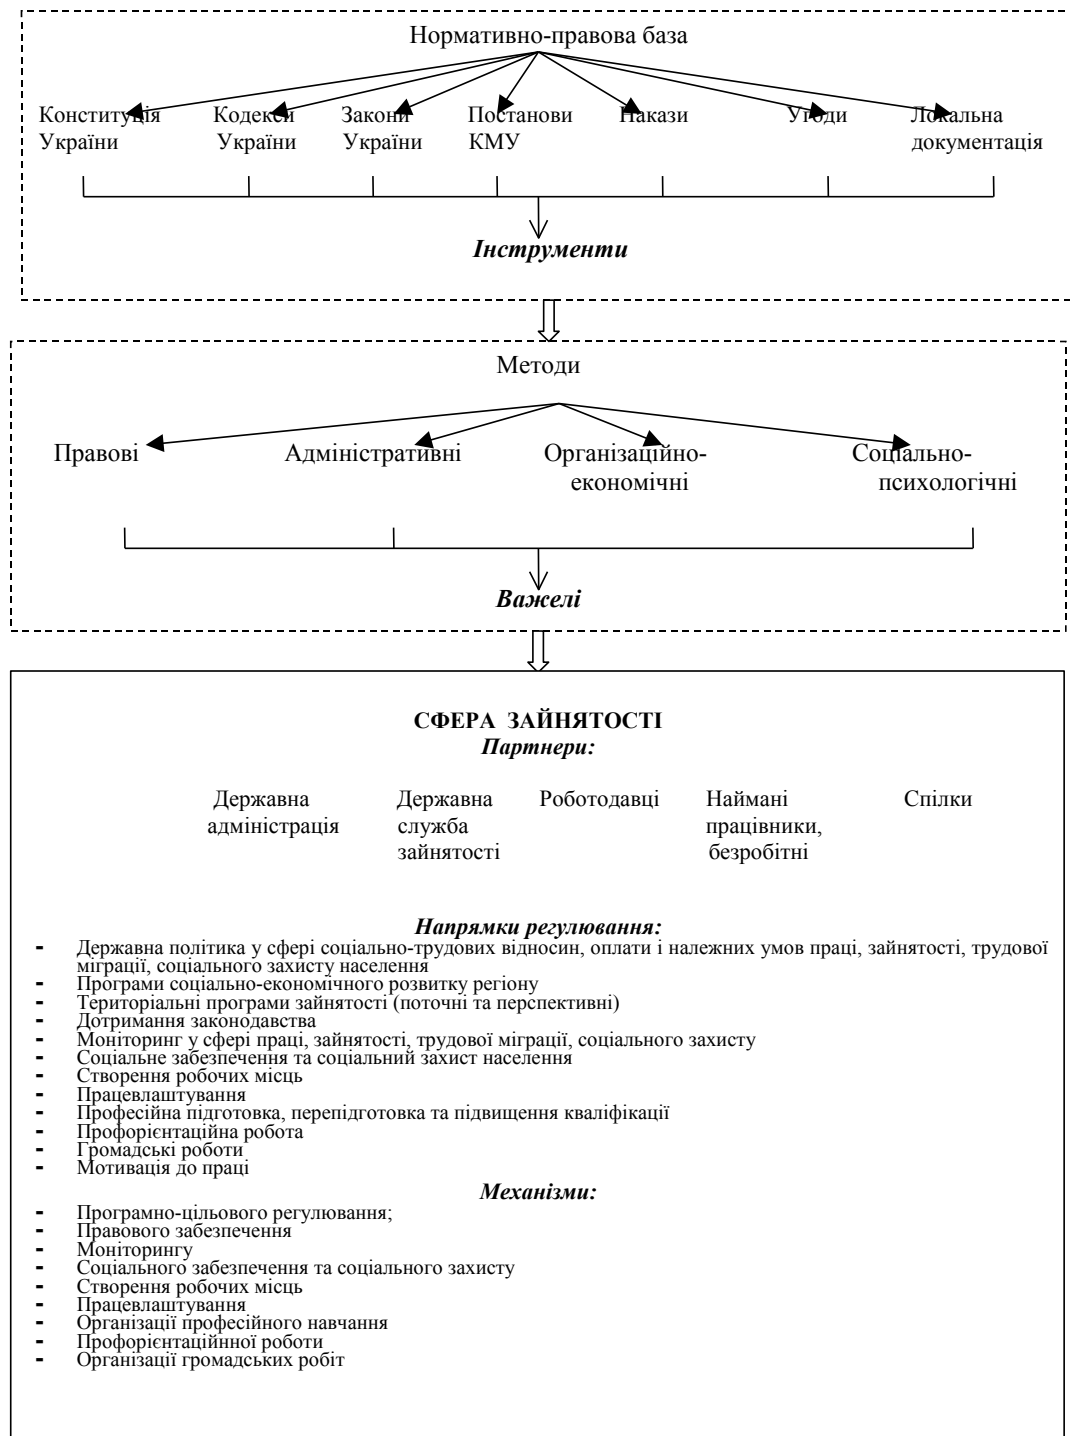 Нормативно-правова база
Конституція Кодекси Закони Постанови Накази Угоди Локальна
України України України КМУ документація
Інструменти
Методи
Правові Адміністративні Організаційно- Соціально-
економічні психологічні
Важелі
СФЕРА ЗАЙНЯТОСТІ
Партнери:
Державна Державна Роботодавці Наймані Спілки
адміністрація служба працівники,
зайнятості безробітні
Напрямки регулювання:
- Державна політика у сфері соціально-трудових відносин, оплати і належних умов праці, зайнятості, трудової
міграції, соціального захисту населення
- Програми соціально-економічного розвитку регіону
- Територіальні програми зайнятості (поточні та перспективні)
- Дотримання законодавства
- Моніторинг у сфері праці, зайнятості, трудової міграції, соціального захисту
- Соціальне забезпечення та соціальний захист населення
- Створення робочих місць
- Працевлаштування
- Професійна підготовка, перепідготовка та підвищення кваліфікації
- Профорієнтаційна робота
- Громадські роботи
- Мотивація до праці
Механізми:
- Програмно-цільового регулювання;
- Правового забезпечення
- Моніторингу
- Соціального забезпечення та соціального захисту
- Створення робочих місць
- Працевлаштування
- Організації професійного навчання
- Профорієнтаційнної роботи
- Організації громадських робіт